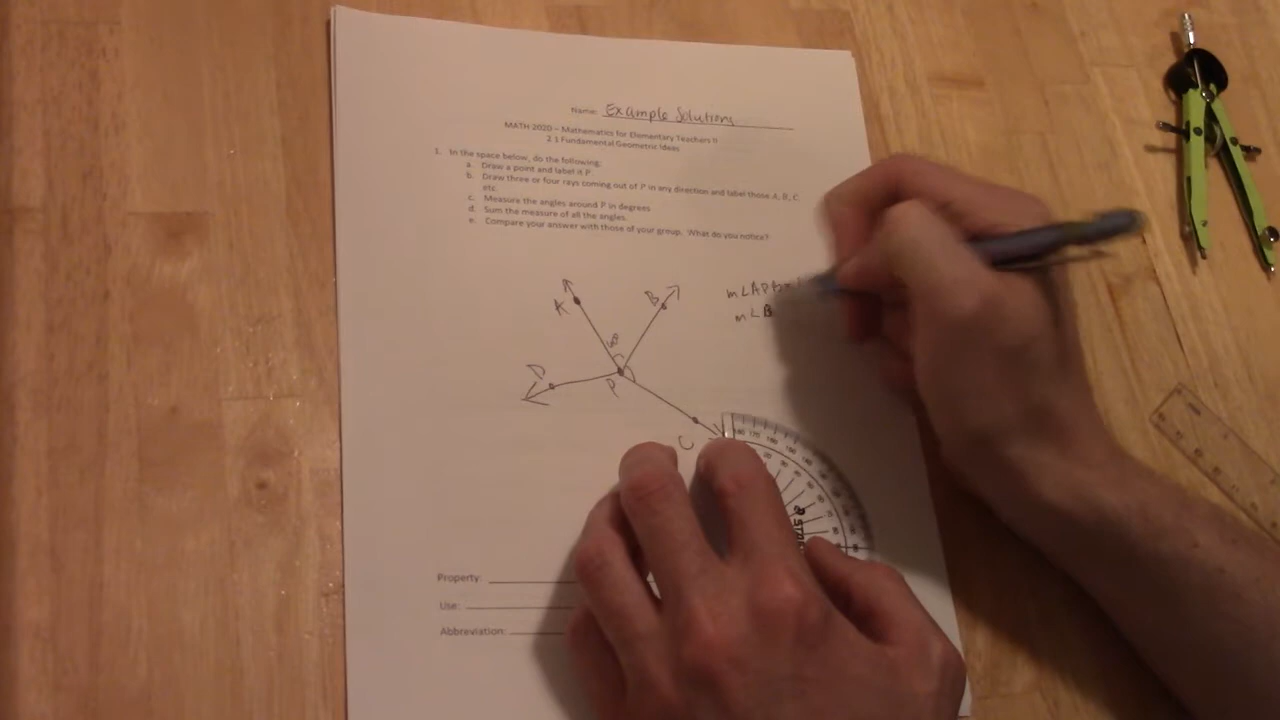 Name: Example Solutions
MATH 2020 – Mathematics for Elementary Teachers II
2.1 Fundamental Geometric Ideas
1. In the space below, do the following:
a. Draw a point and label it P.
b. Draw three or four rays coming out of P in any direction and label those A, B, C
etc.
c. Measure the angles around P in degrees
d. Sum the measure of all the angles.
e. Compare your answer with those of your group. What do you notice?
A
B
m∠APB=
m∠B
D
P
C
Property:
Use:
Abbreviation: